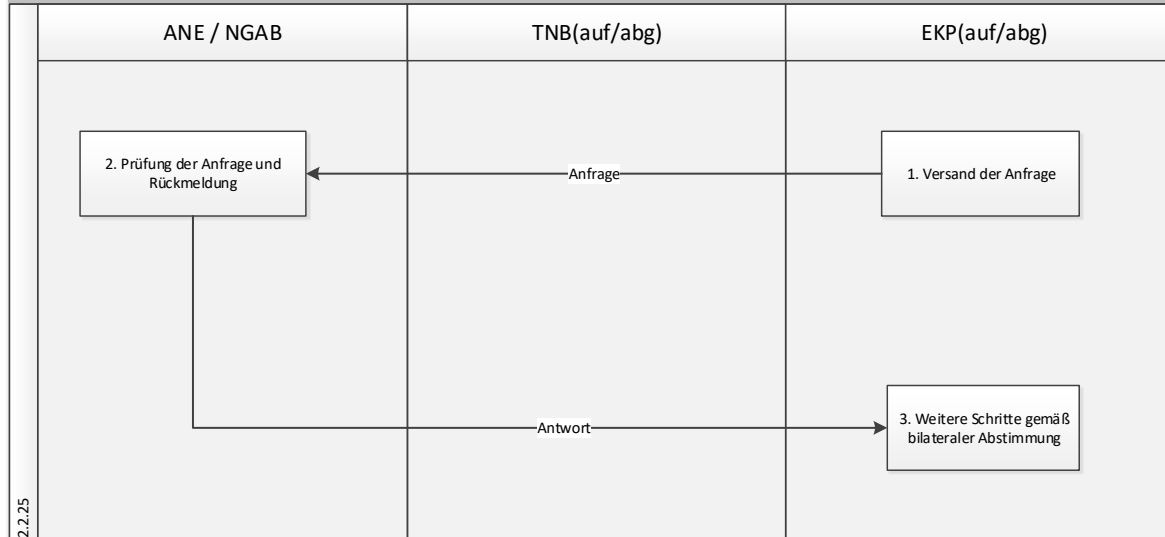 ANE / NGAB
TNB(auf/abg)
EKP(auf/abg)
2. Prüfung der Anfrage und
Rückmeldung
Anfrage
1. Versand der Anfrage
Antwort
3. Weitere Schritte gemäß
bilateraler Abstimmung
2.2.25